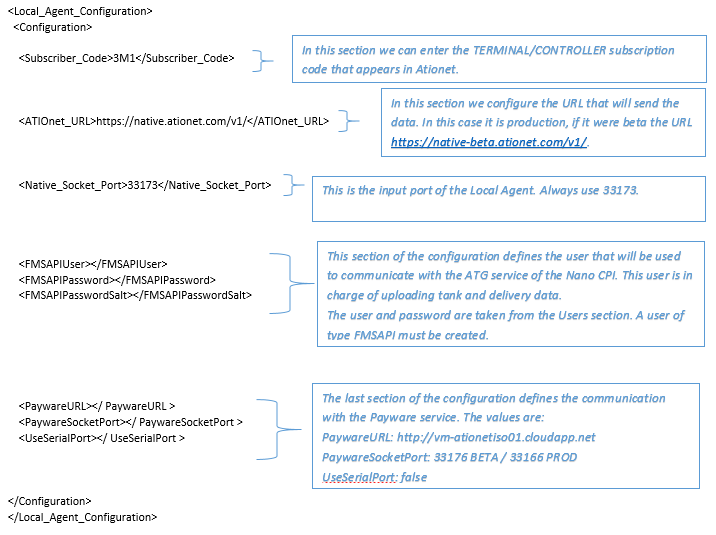 <Local_Agent_Configuration>
<Configuration>
<Subscriber_Code>3M1</Subscriber_Code>
In this section we can enter the TERMINAL/CONTROLLER subscription
code that appears in Ationet.
<ATIOnet_URL>https://native.ationet.com/v1/</ATIOnet_URL>
In this section we configure the URL that will send the
data. In this case it is production, if it were beta the URL
https://native-beta.ationet.com/v1/.
<Native_Socket_Port>33173</Native_Socket_Port>
This is the input port of the Local Agent. Always use 33173.
<FMSAPIUser></FMSAPIUser>
<FMSAPIPassword></FMSAPIPassword>
<FMSAPIPasswordSalt></FMSAPIPasswordSalt>
This section of the configuration defines the user that will be used
to communicate with the ATG service of the Nano CPI. This user is in
charge of uploading tank and delivery data.
The user and password are taken from the Users section. A user of
type FMSAPI must be created.
<PaywareURL></ PaywareURL >
<PaywareSocketPort></ PaywareSocketPort >
<UseSerialPort></ UseSerialPort >
The last section of the configuration defines the communication
with the Payware service. The values are:
PaywareURL: http://vm-ationetiso01.cloudapp.net
PaywareSocketPort: 33176 BETA / 33166 PROD
UseSerialPort: false
</Configuration>
</Local_Agent_Configuration>